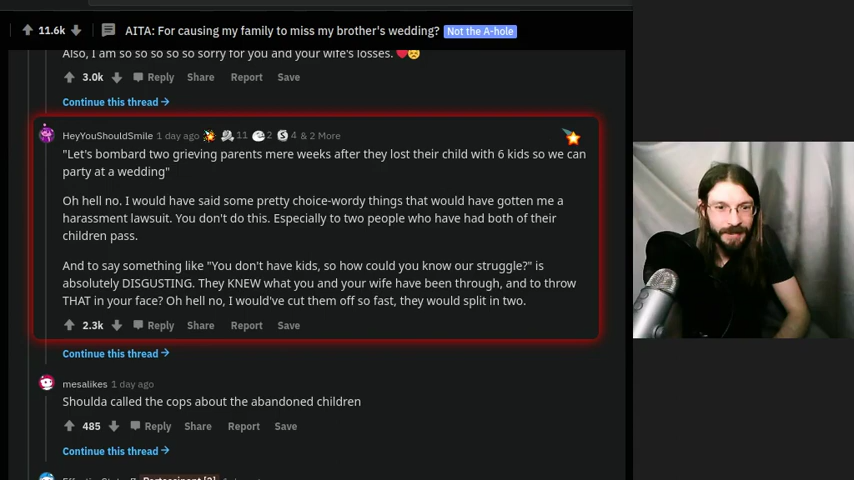 11.6k AITA: For causing my family to miss my brother's wedding? Not the A-hole
Also, I am so so so so so sorry for you and your wife's losses.
3.0k Reply Share Report Save
Continue this thread
HeyYouShouldSmile 1 day ago 11 2 S 4 & 2 More
"Let's bombard two grieving parents mere weeks after they lost their child with 6 kids so we can
party at a wedding"
Oh hell no. I would have said some pretty choice-wordy things that would have gotten me a
harassment lawsuit. You don't do this. Especially to two people who have had both of their
children pass.
And to say something like "You don't have kids, so how could you know our struggle?" is
absolutely DISGUSTING. They KNEW what you and your wife have been through, and to throw
THAT in your face? Oh hell no, I would've cut them off so fast, they would split in two.
2.3k Reply Share Report Save
Continue this thread
mesalikes 1 day ago
Shoulda called the cops about the abandoned children
485 Reply Share Report Save
Continue this thread